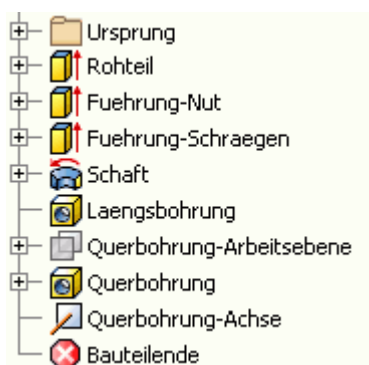 Ursprung
Rohteil
Fuehrung-Nut
Fuehrung-Schraegen
Schaft
Laengsbohrung
Querbohrung-Arbeitsebene
Querbohrung
Querbohrung-Achse
Bauteilende